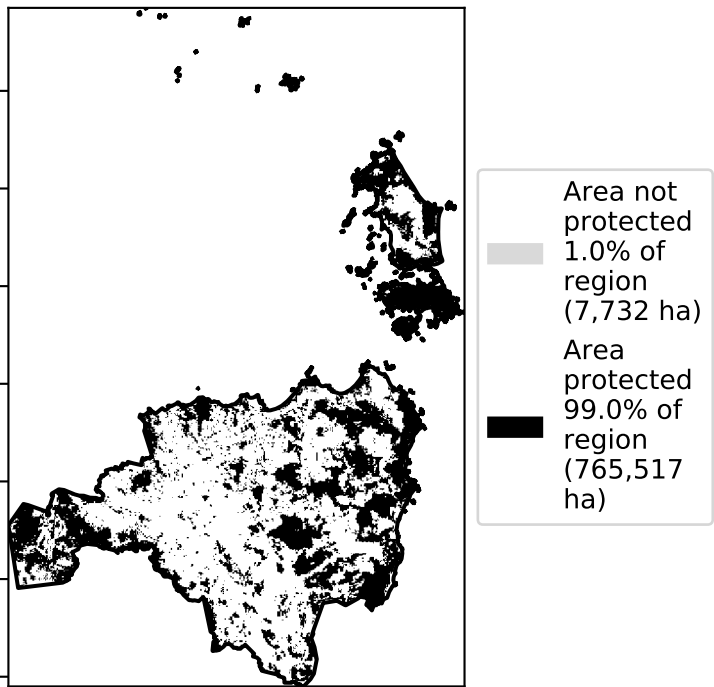 Area not
protected
1.0% of
region
(7,732 ha)
Area
protected
99.0% of
region
(765,517
ha)